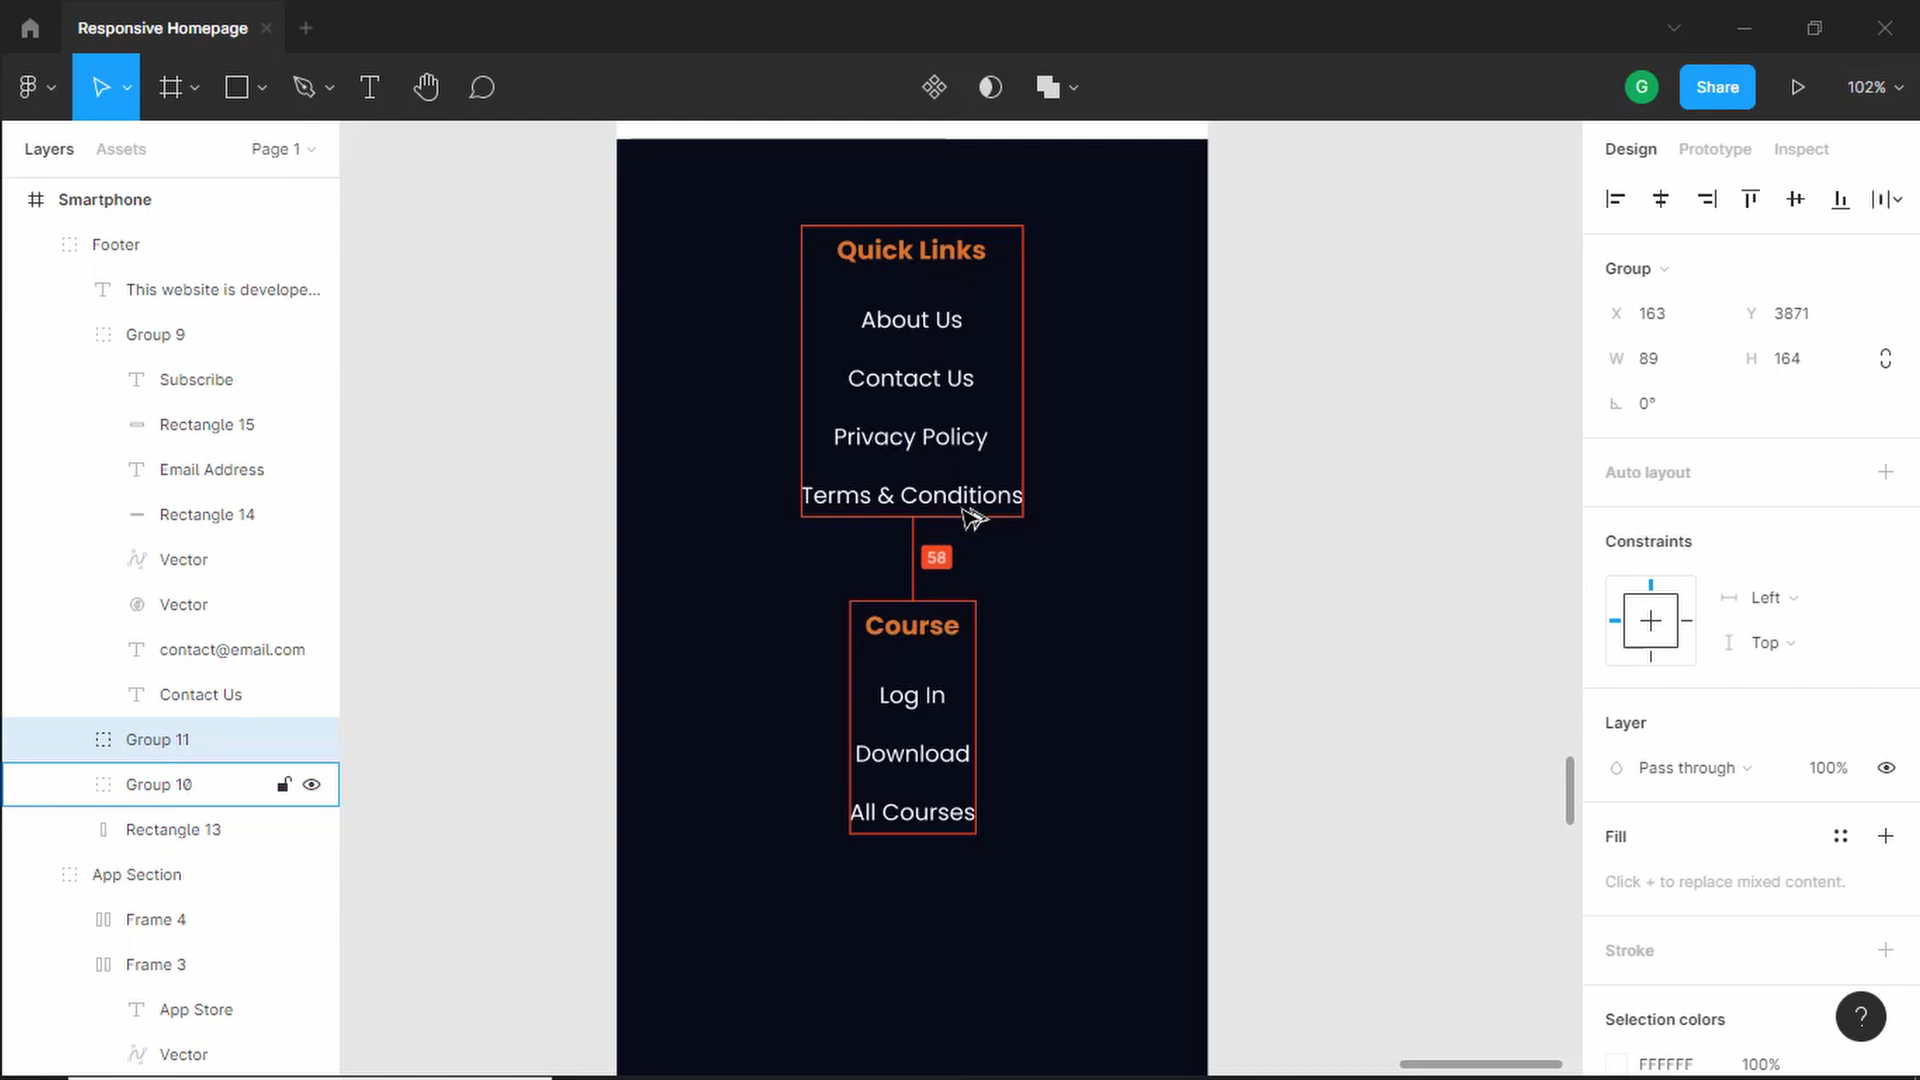 Responsive Homepage
G
Share
102%
Layers
Assets
Page 1
Smartphone
Footer
This website is develope...
Group 9
Subscribe
Rectangle 15
Email Address
Rectangle 14
Vector
Vector
contact@email.com
Contact Us
Group 11
Group 10
Rectangle 13
App Section
Frame 4
Frame 3
App Store
Vector
Quick Links
About Us
Contact Us
Privacy Policy
Terms & Conditions
58
Course
Log In
Download
All Courses
Design
Prototype
Inspect
Group
X 163
Y 3871
W 89
H 164
0°
Auto layout
Constraints
Left
Top
Layer
Pass through
100%
Fill
Click + to replace mixed content.
Stroke
Selection colors
?
FFFFFF
100%